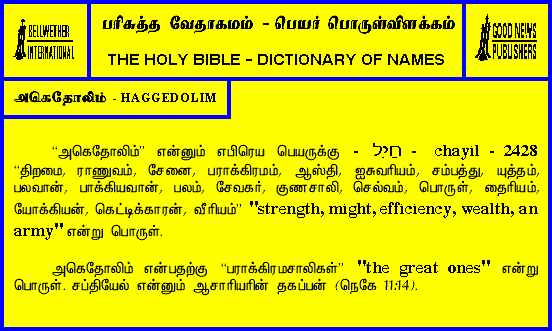 BELLWETHER
INTERNATIONAL
பரிசுத்த வேதாகமம் - பெயர் பொருள்விளக்கம்
THE HOLY BIBLE - DICTIONARY OF NAMES
GOOD NEWS
PUBLISHERS
அகெதோலிம் - HAGGEDOLIM
“அகெதோலிம்” என்னும் எபிரெய பெயருக்கு - חַיִל - chayil - 2428
“திறமை, ராணுவம், சேனை, பராக்கிரமம், ஆஸ்தி, ஐசுவரியம், சம்பத்து, யுத்தம்,
பலவான், பாக்கியவான், பலம், சேவகர், குணசாலி, செல்வம், பொருள், தைரியம்,
யோக்கியன், கெட்டிக்காரன், வீரியம்” "strength, might, efficiency, wealth, an
army" என்று பொருள்.
அகெதோலிம் என்பதற்கு “பராக்கிரமசாலிகள்” "the great ones" என்று
பொருள். சப்தியேல் என்னும் ஆசாரியரின் தகப்பன் (நெகே 11:14).